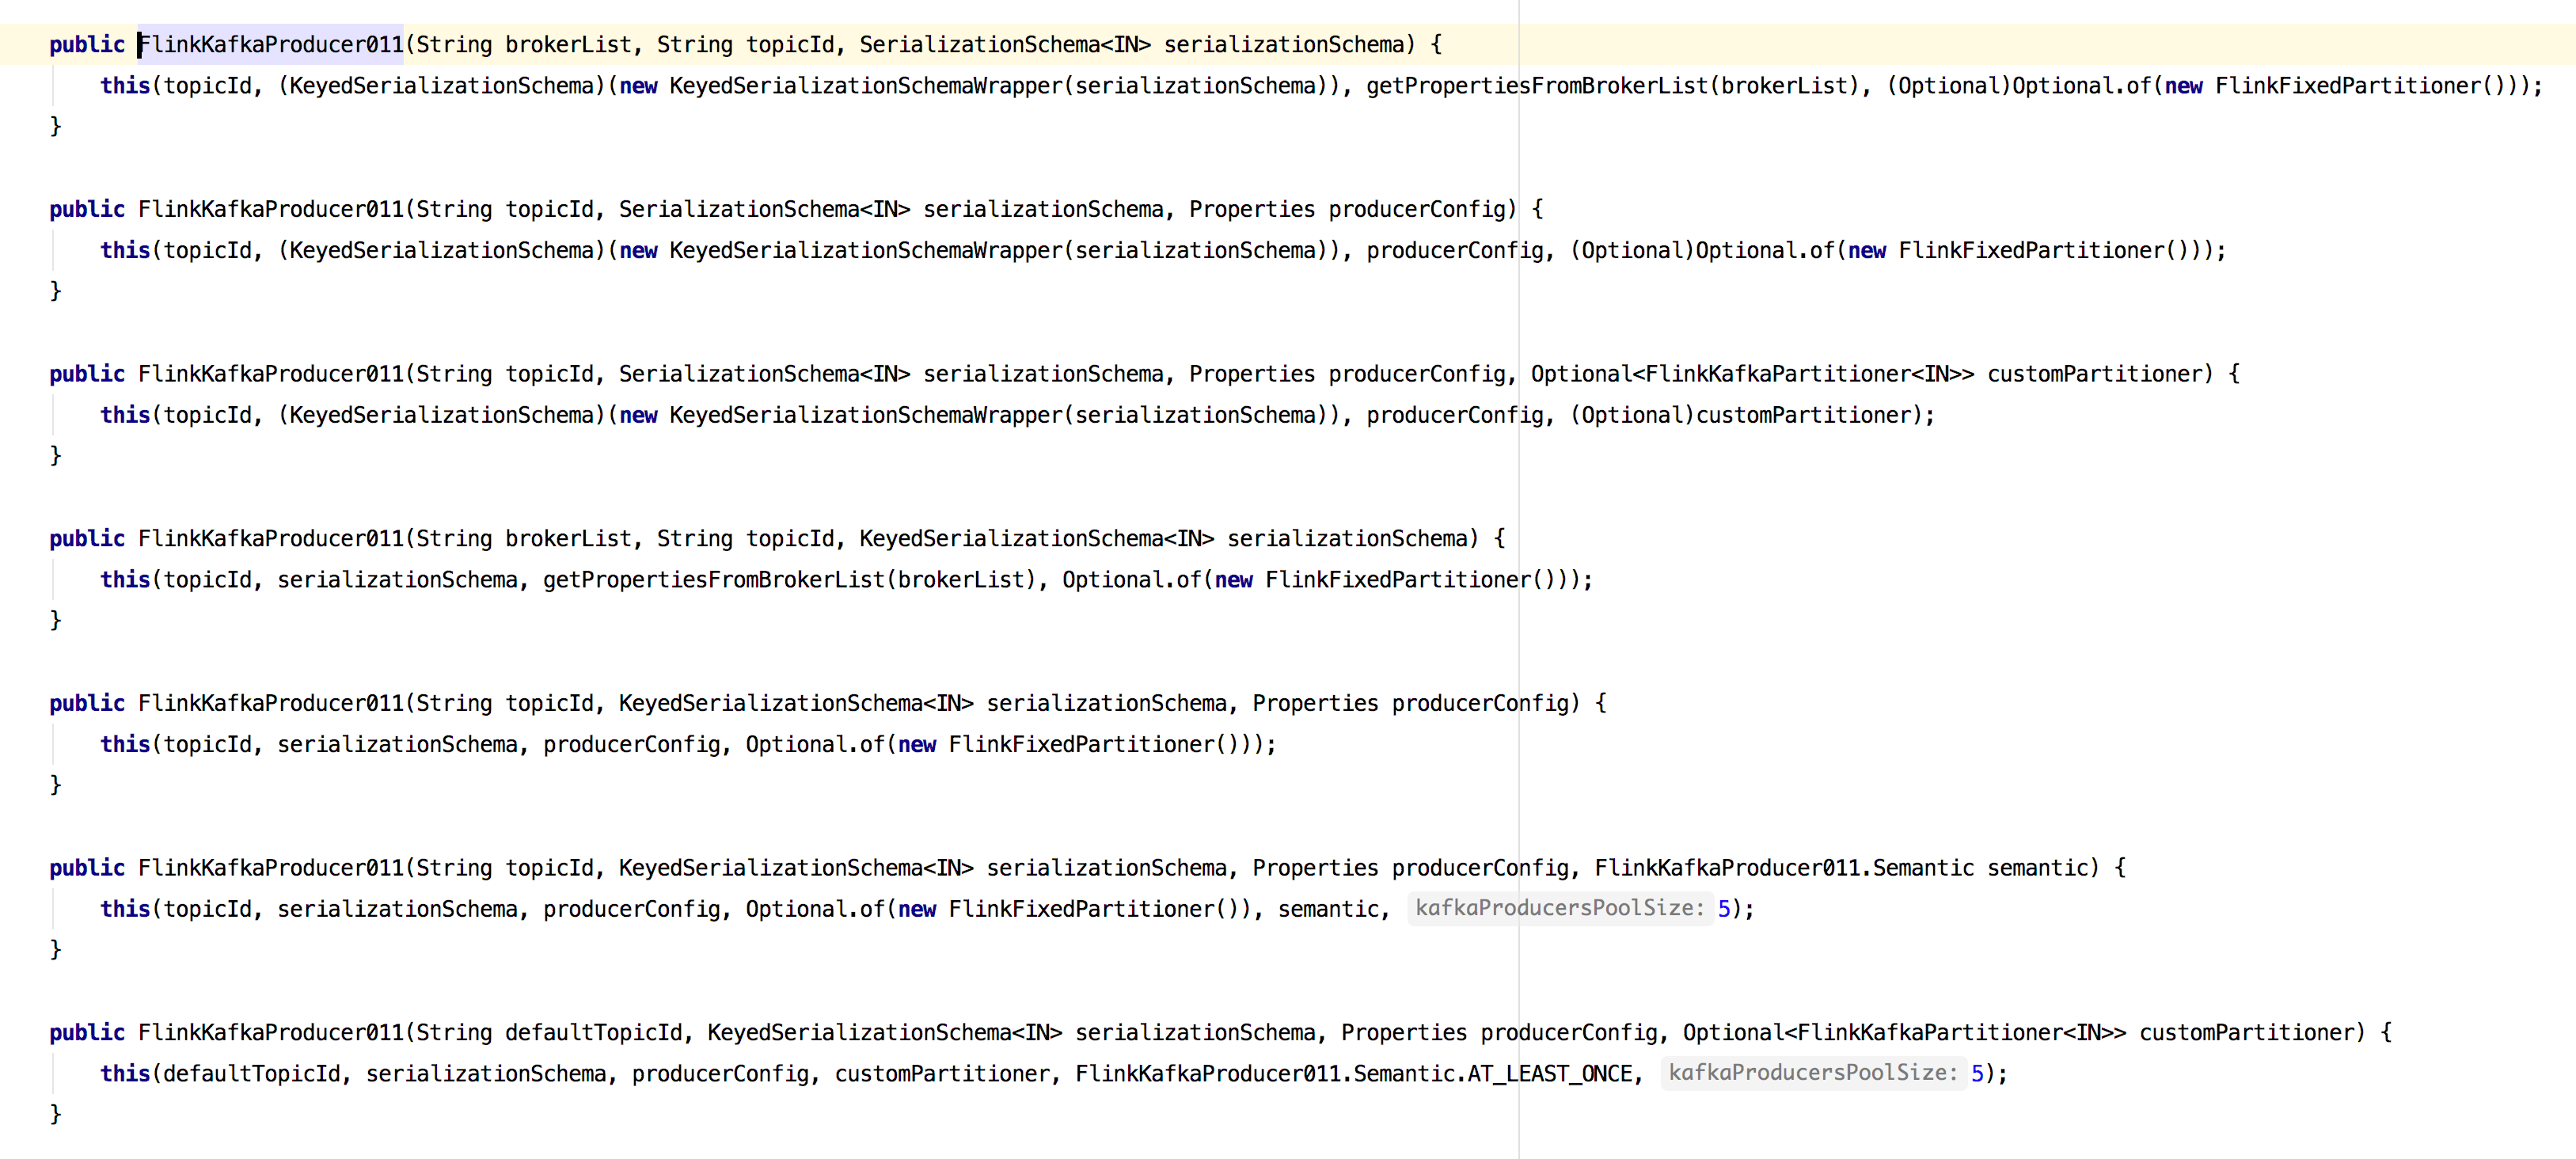 public FlinkKafkaProducer011(String brokerList, String topicId, SerializationSchema<IN> serializationSchema) {
    this(topicId, (KeyedSerializationSchema)(new KeyedSerializationSchemaWrapper(serializationSchema)), getPropertiesFromBrokerList(brokerList), (Optional)Optional.of(new FlinkFixedPartitioner()));
}
public FlinkKafkaProducer011(String topicId, SerializationSchema<IN> serializationSchema, Properties producerConfig) {
    this(topicId, (KeyedSerializationSchema)(new KeyedSerializationSchemaWrapper(serializationSchema)), producerConfig, (Optional)Optional.of(new FlinkFixedPartitioner()));
}
public FlinkKafkaProducer011(String topicId, SerializationSchema<IN> serializationSchema, Properties producerConfig, Optional<FlinkKafkaPartitioner<IN>> customPartitioner) {
    this(topicId, (KeyedSerializationSchema)(new KeyedSerializationSchemaWrapper(serializationSchema)), producerConfig, (Optional)customPartitioner);
}
public FlinkKafkaProducer011(String brokerList, String topicId, KeyedSerializationSchema<IN> serializationSchema) {
    this(topicId, serializationSchema, getPropertiesFromBrokerList(brokerList), Optional.of(new FlinkFixedPartitioner()));
}
public FlinkKafkaProducer011(String topicId, KeyedSerializationSchema<IN> serializationSchema, Properties producerConfig) {
    this(topicId, serializationSchema, producerConfig, Optional.of(new FlinkFixedPartitioner()));
}
public FlinkKafkaProducer011(String topicId, KeyedSerializationSchema<IN> serializationSchema, Properties producerConfig, FlinkKafkaProducer011.Semantic semantic) {
    this(topicId, serializationSchema, producerConfig, Optional.of(new FlinkFixedPartitioner()), semantic, kafkaProducersPoolSize: 5);
}
public FlinkKafkaProducer011(String defaultTopicId, KeyedSerializationSchema<IN> serializationSchema, Properties producerConfig, Optional<FlinkKafkaPartitioner<IN>> customPartitioner) {
    this(defaultTopicId, serializationSchema, producerConfig, customPartitioner, FlinkKafkaProducer011.Semantic.AT_LEAST_ONCE, kafkaProducersPoolSize: 5);
}